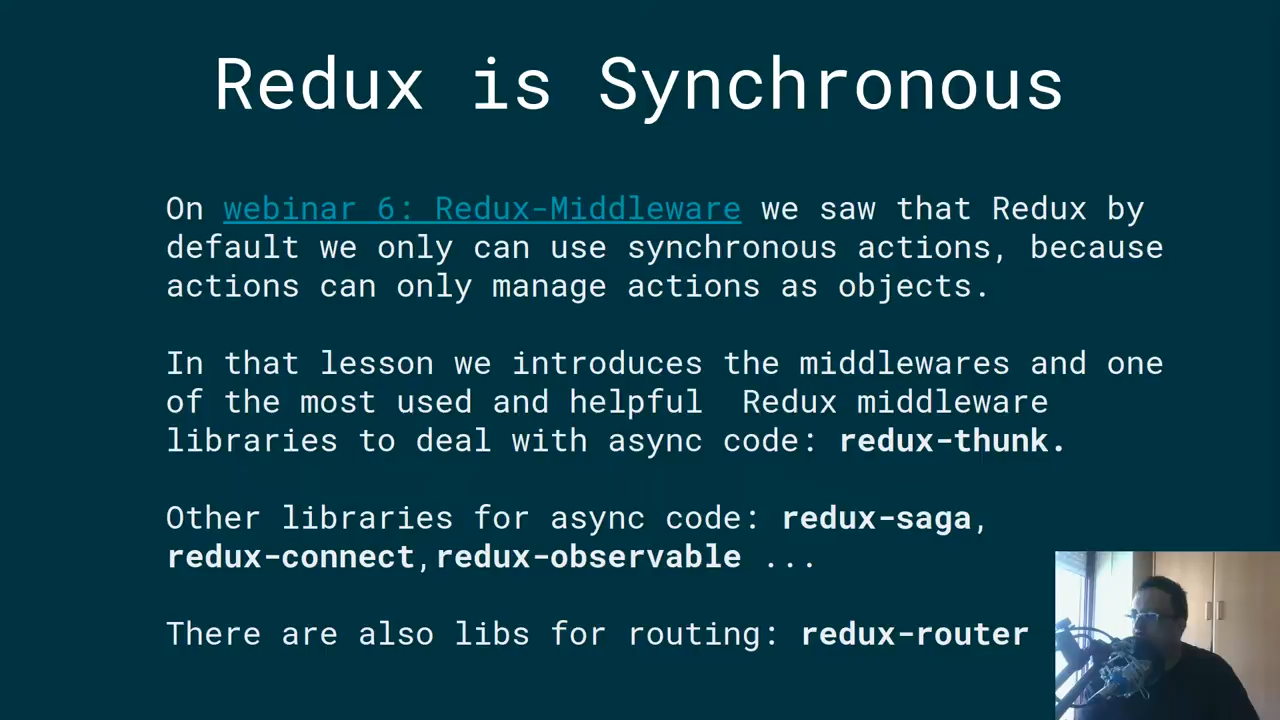 Redux is Synchronous
On webinar 6: Redux-Middleware we saw that Redux by
default we only can use synchronous actions, because
actions can only manage actions as objects.
In that lesson we introduces the middlewares and one
of the most used and helpful  Redux middleware
libraries to deal with async code: redux-thunk.
Other libraries for async code: redux-saga,
redux-connect,redux-observable ...
There are also libs for routing: redux-router